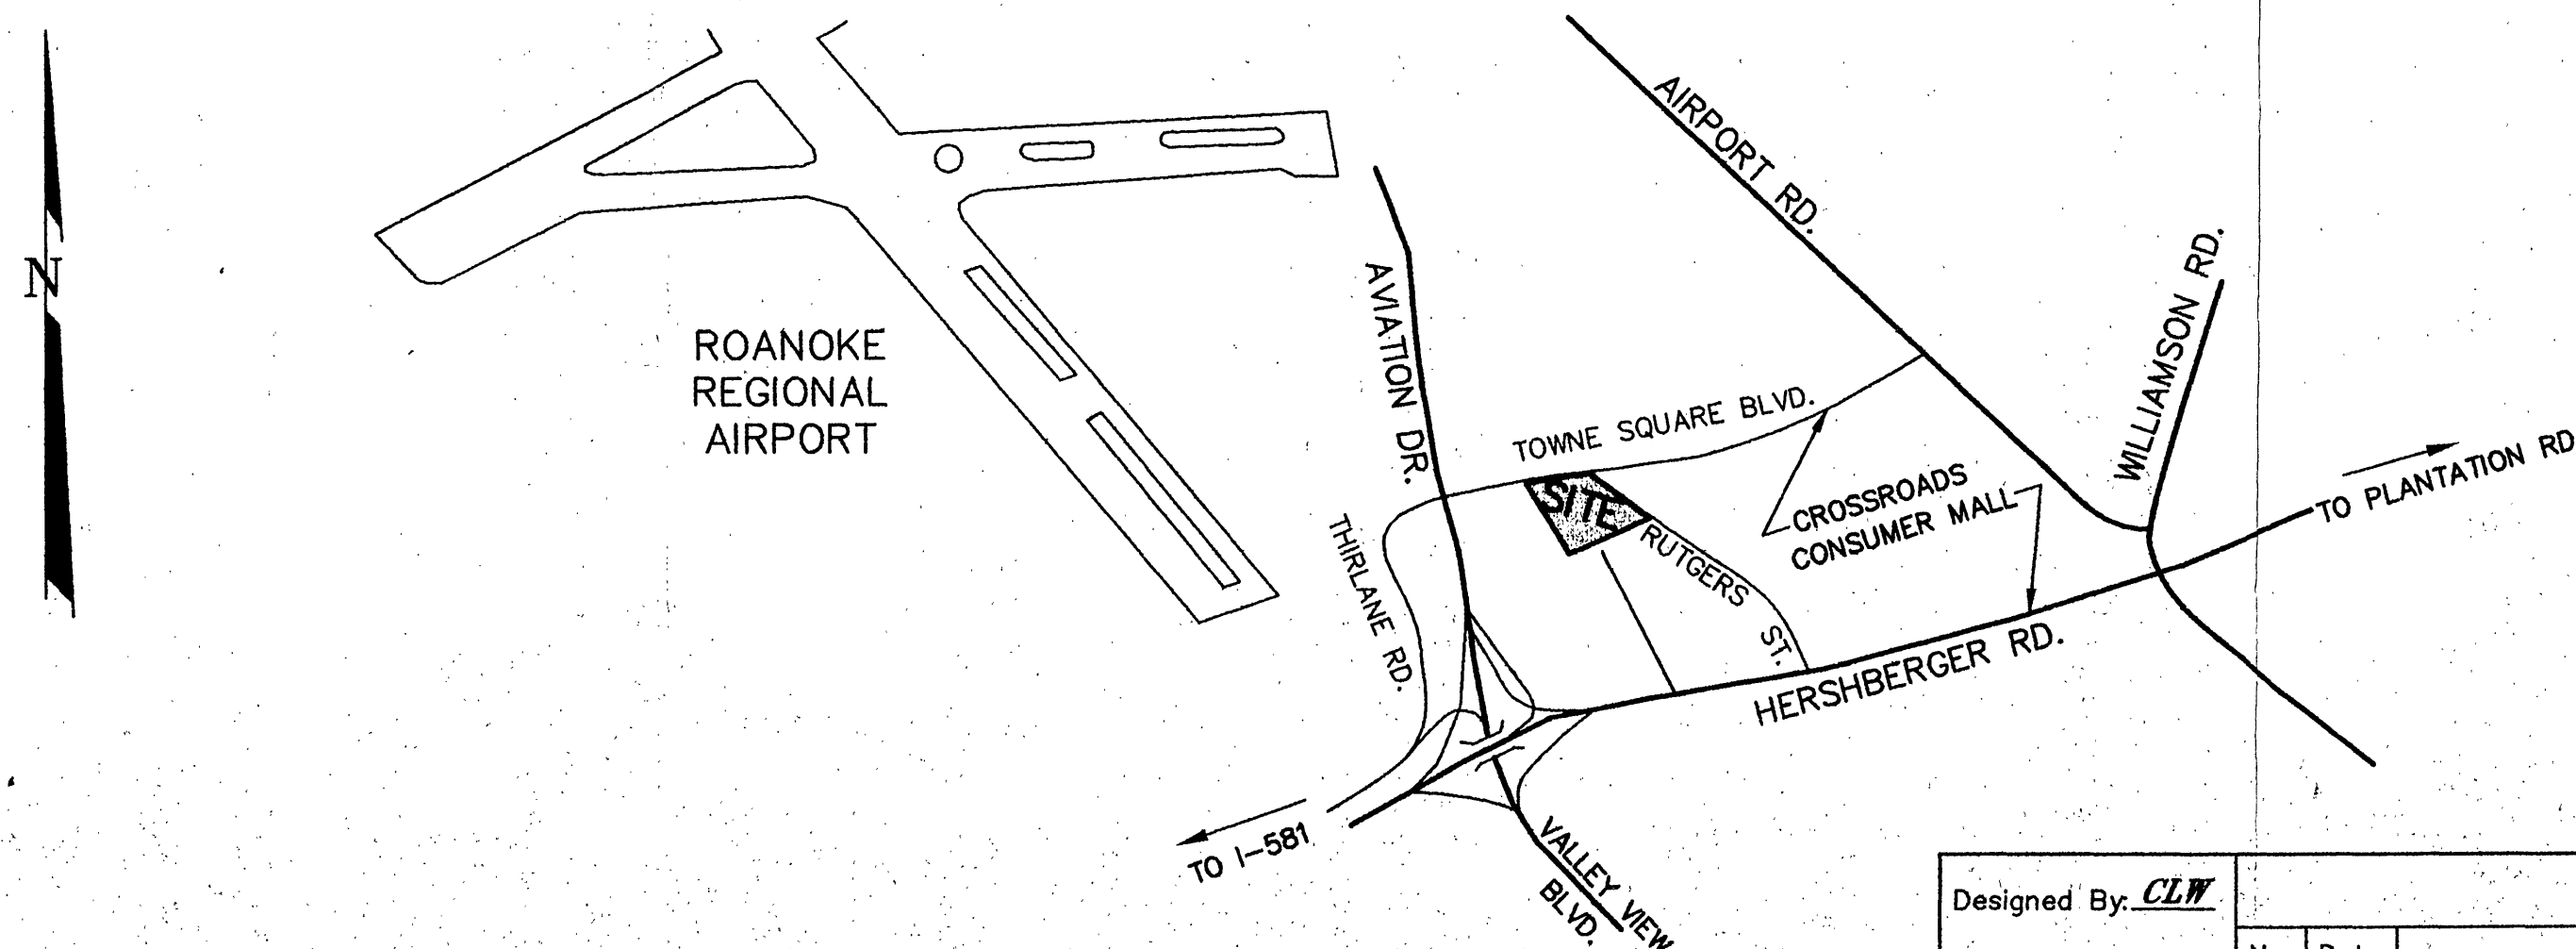 N
ROANOKE
REGIONAL
AIRPORT
AIRPORT RD.
AVIATION DR.
WILLIAMSON RD.
TOWNE SQUARE BLVD.
SITE
CROSSROADS
CONSUMER MALL
TO PLANTATION RD
THIRLANE RD.
RUTGERS
ST.
HERSHBERGER RD.
TO I-581
VALLEY VIEW
BLVD.
Designed By: CLW